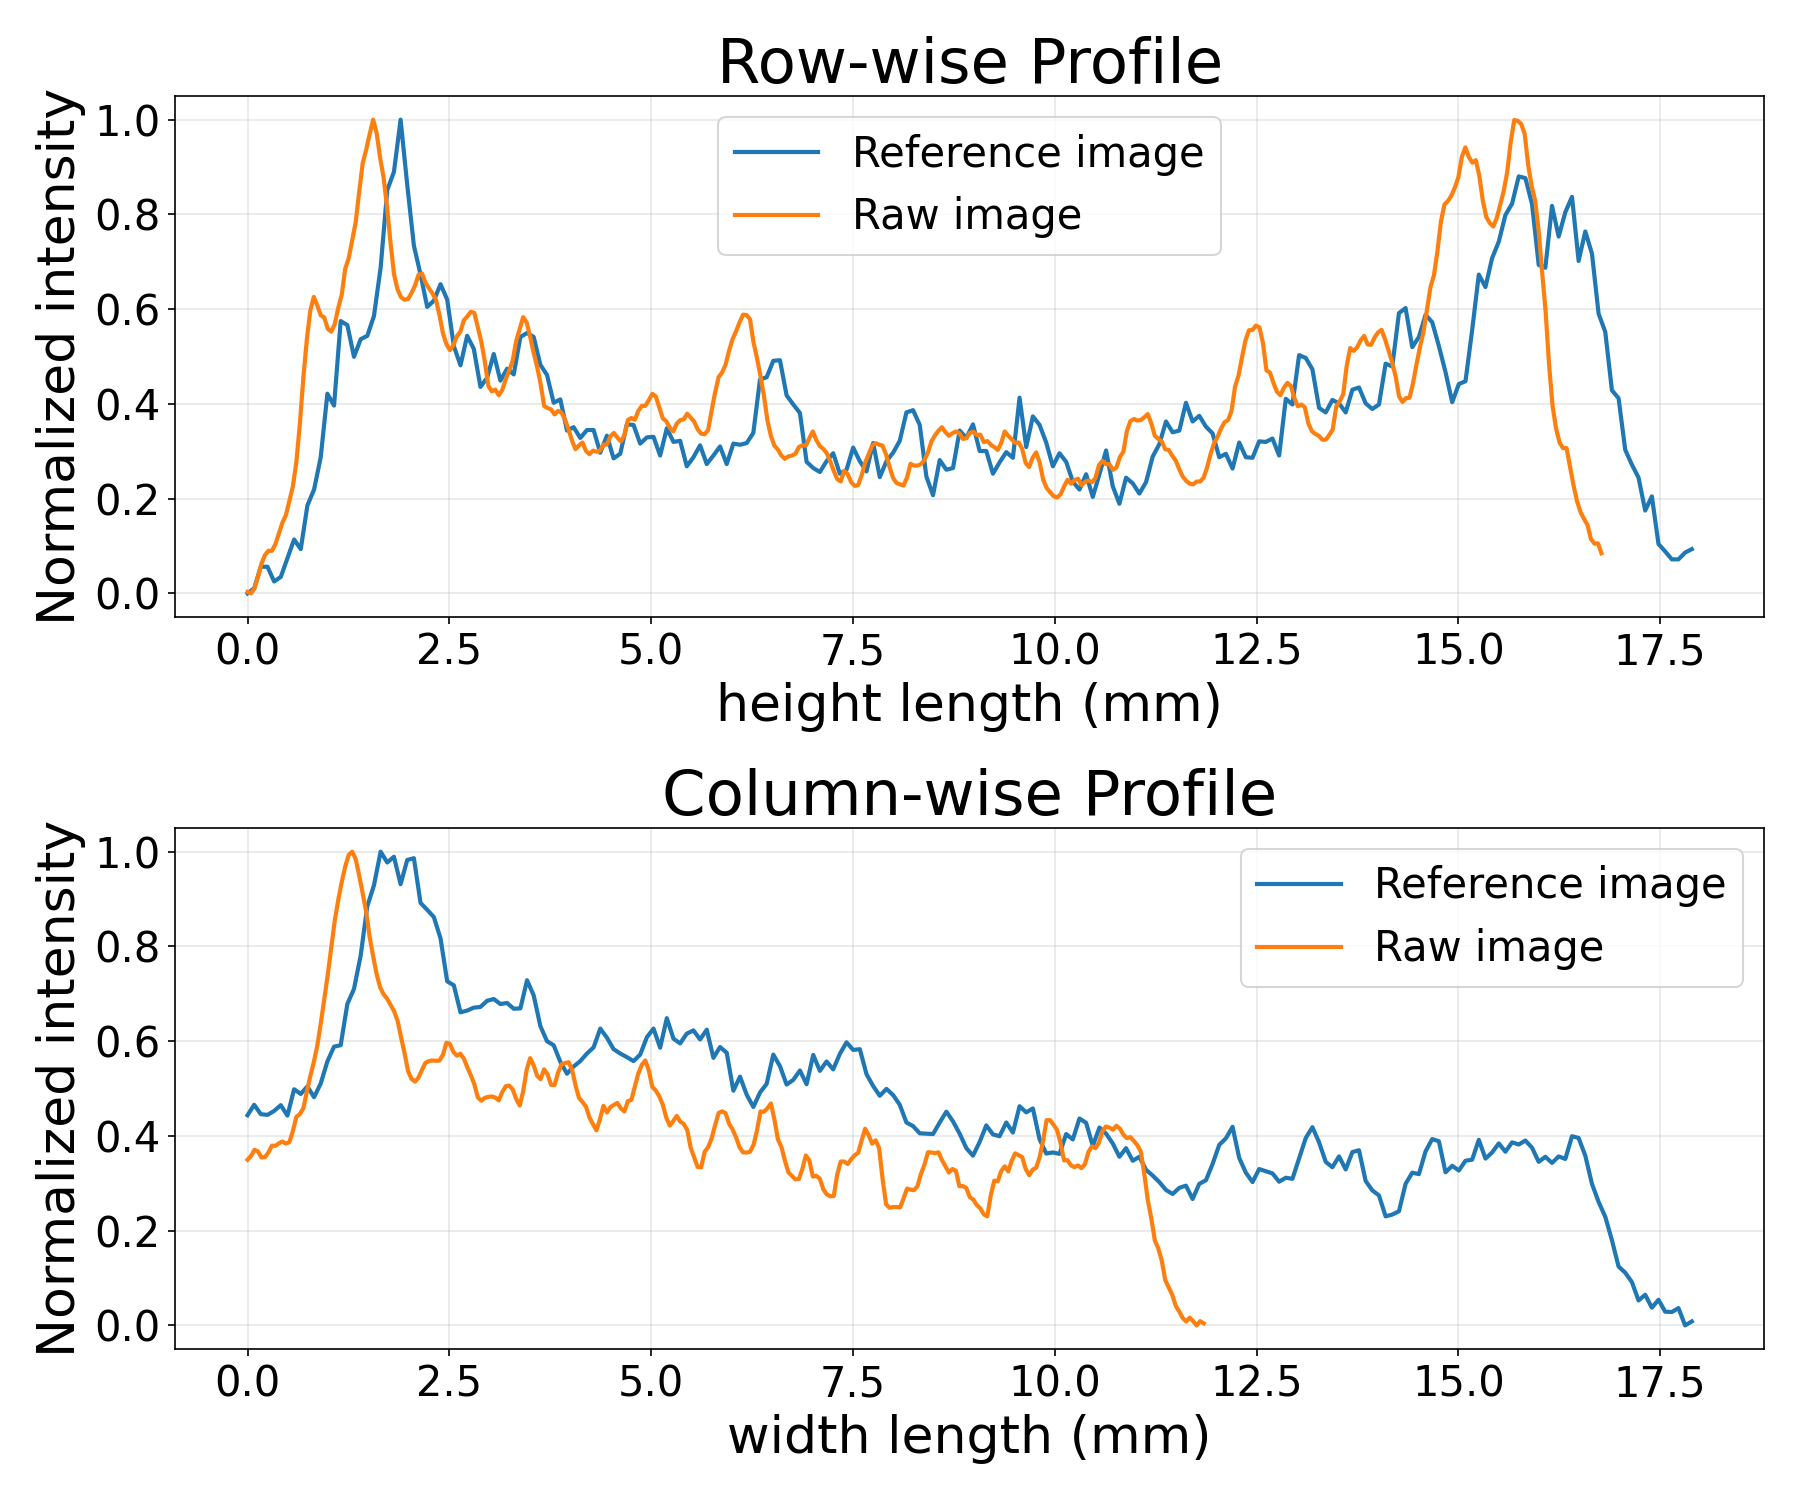 Row-wise Profile
Normalized intensity
1.0
0.8
0.6
0.4
0.2
0.0
Reference image
Raw image
0.0 2.5 5.0 7.5 10.0 12.5 15.0 17.5
height length (mm)
Column-wise Profile
Normalized intensity
1.0
0.8
0.6
0.4
0.2
0.0
Reference image
Raw image
0.0 2.5 5.0 7.5 10.0 12.5 15.0 17.5
width length (mm)